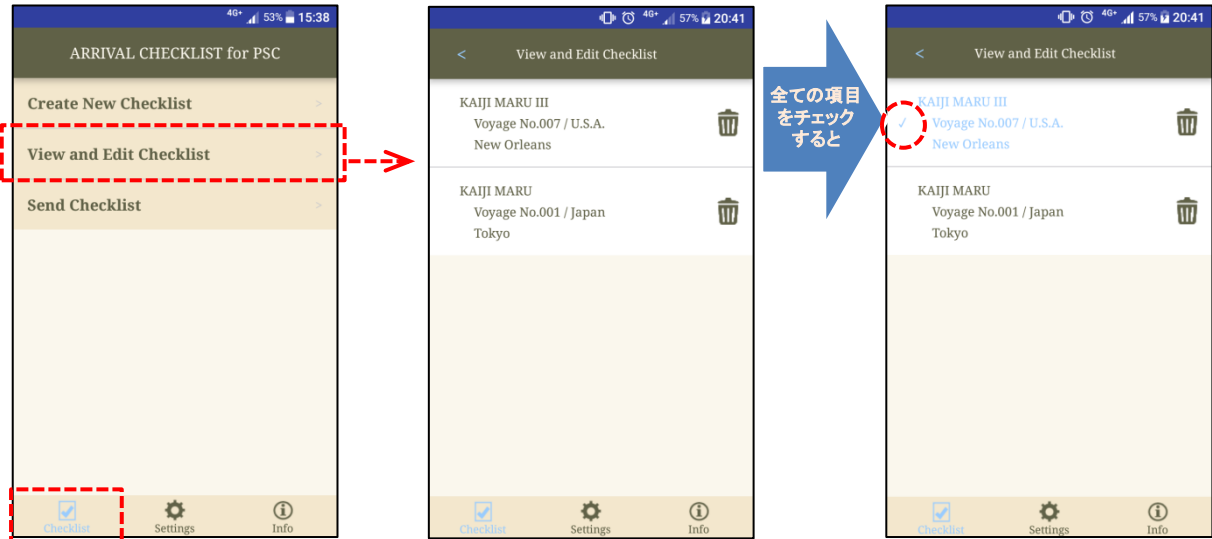 4G+ 53% 15:38
ARRIVAL CHECKLIST for PSC
Create New Checklist >
View and Edit Checklist >
Send Checklist >
Checklist Settings Info
4G+ 57% 20:41
< View and Edit Checklist
KAIJI MARU III
Voyage No.007 / U.S.A.
New Orleans
KAIJI MARU
Voyage No.001 / Japan
Tokyo
Checklist Settings Info
全ての項目
をチェック
すると
4G+ 57% 20:41
< View and Edit Checklist
KAIJI MARU III
✓ Voyage No.007 / U.S.A.
New Orleans
KAIJI MARU
Voyage No.001 / Japan
Tokyo
Checklist Settings Info